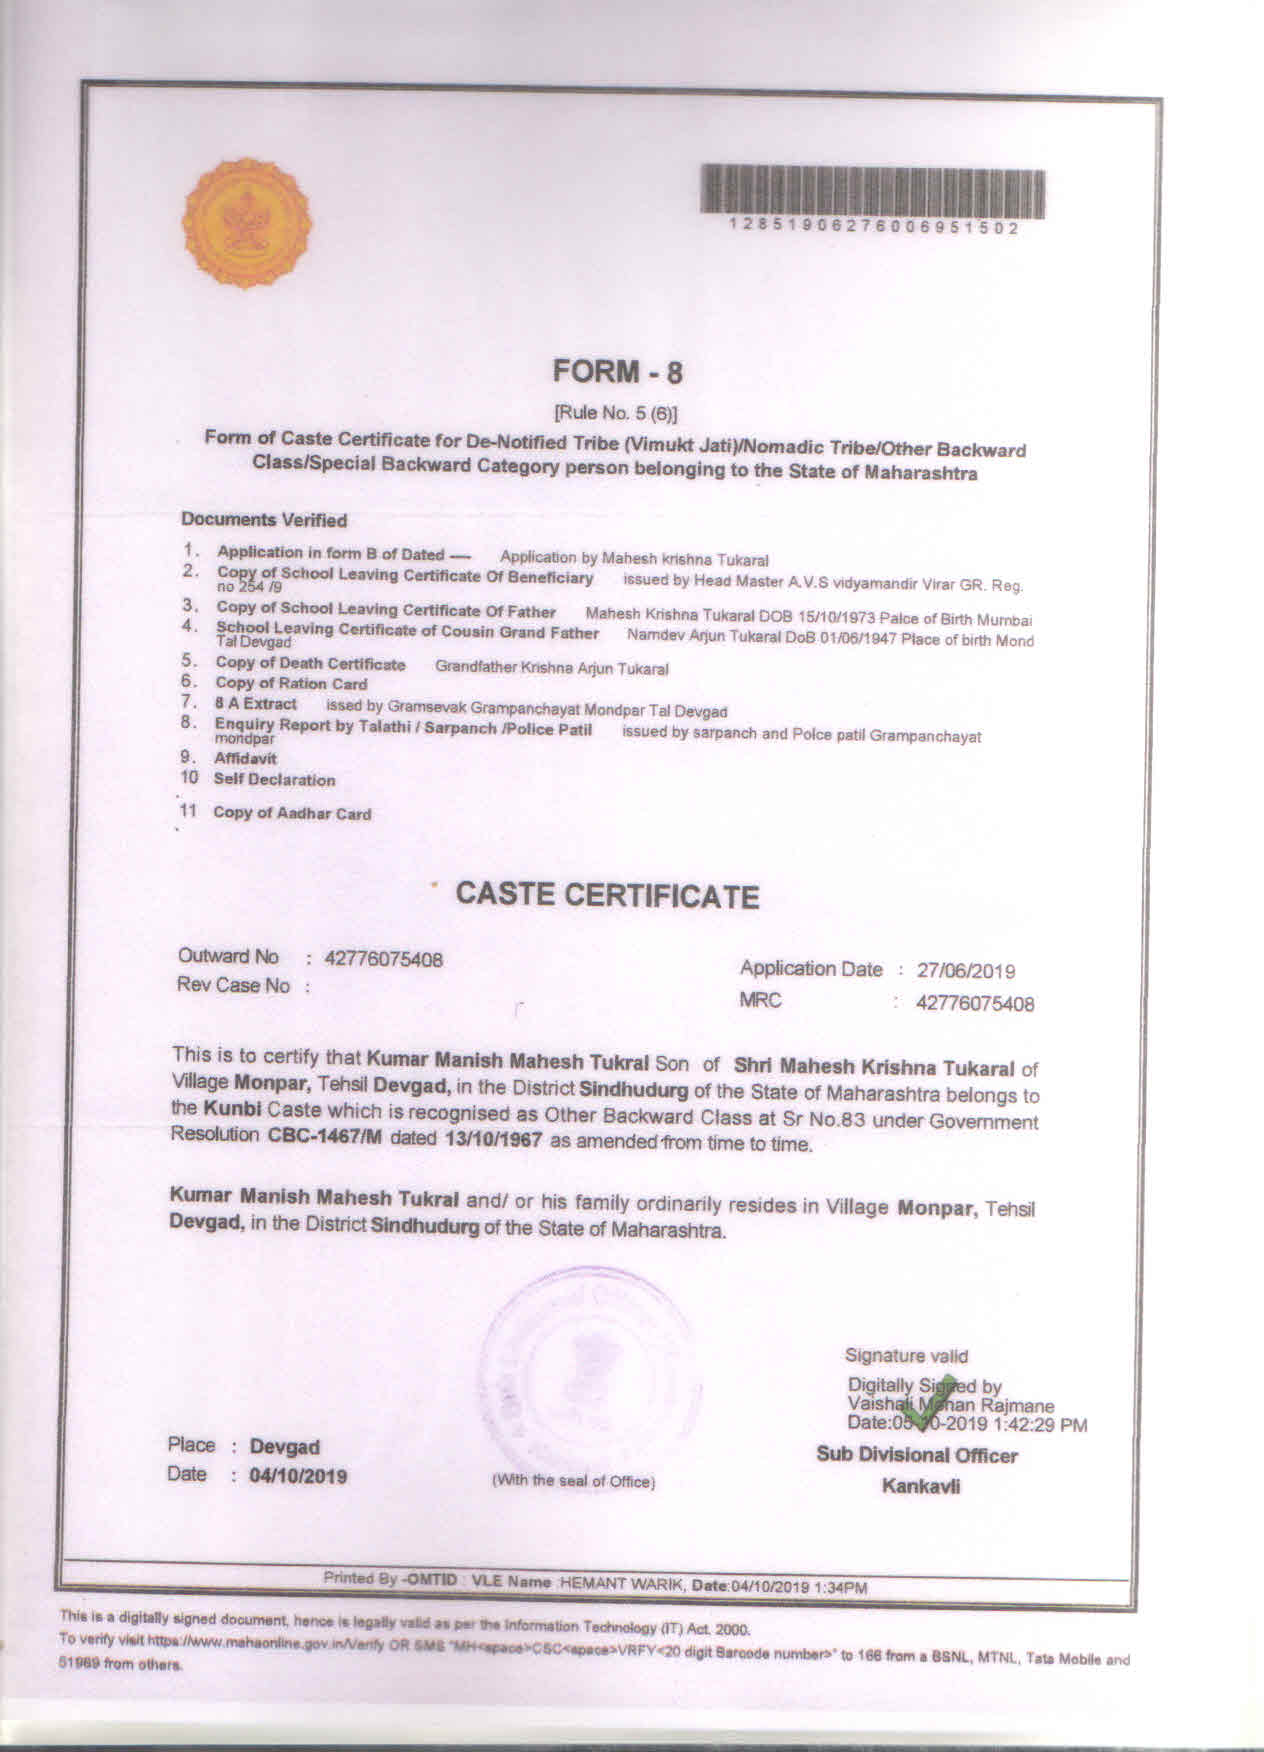 12851906276006951502
FORM - 8
[Rule No. 5 (6)]
Form of Caste Certificate for De-Notified Tribe (Vimukt Jati)/Nomadic Tribe/Other Backward
Class/Special Backward Category person belonging to the State of Maharashtra
Documents Verified
1. Application in form B of Dated — Application by Mahesh krishna Tukaral
2. Copy of School Leaving Certificate Of Beneficiary issued by Head Master A.V.S vidyamandir Virar GR. Reg.
no 254 /9
3. Copy of School Leaving Certificate Of Father Mahesh Krishna Tukaral DOB 15/10/1973 Palce of Birth Mumbai
4. School Leaving Certificate of Cousin Grand Father Namdev Arjun Tukaral DoB 01/06/1947 Place of birth Mond
Tal Devgad
5. Copy of Death Certificate Grandfather Krishna Arjun Tukaral
6. Copy of Ration Card
7. 8 A Extract issed by Gramsevak Grampanchayat Mondpar Tal Devgad
8. Enquiry Report by Talathi / Sarpanch /Police Patil issued by sarpanch and Polce patil Grampanchayat
mondpar
9. Affidavit
10 Self Declaration
.
11 Copy of Aadhar Card
.
CASTE CERTIFICATE
Outward No : 42776075408
Application Date : 27/06/2019
Rev Case No :
MRC : 42776075408
This is to certify that Kumar Manish Mahesh Tukral Son of Shri Mahesh Krishna Tukaral of
Village Monpar, Tehsil Devgad, in the District Sindhudurg of the State of Maharashtra belongs to
the Kunbi Caste which is recognised as Other Backward Class at Sr No.83 under Government
Resolution CBC-1467/M dated 13/10/1967 as amended from time to time.
Kumar Manish Mahesh Tukral and/ or his family ordinarily resides in Village Monpar, Tehsil
Devgad, in the District Sindhudurg of the State of Maharashtra.
Signature valid
Digitally Signed by
Vaishali Mohan Rajmane
Date:05-10-2019 1:42:29 PM
Sub Divisional Officer
Kankavli
Place : Devgad
Date : 04/10/2019
(With the seal of Office)
Printed By -OMTID : VLE Name :HEMANT WARIK, Date:04/10/2019 1:34PM
This is a digitally signed document, hence is legally valid as per the Information Technology (IT) Act. 2000.
To verify visit https://www.mahaonline.gov.in/Verify OR SMS "MH<space>CSC<space>VRFY<20 digit Barcode number>" to 166 from a BSNL, MTNL, Tata Mobile and
51969 from others.